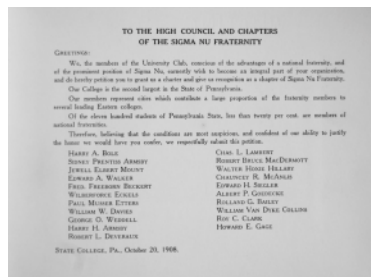 TO THE HIGH COUNCIL AND CHAPTERS
OF THE SIGMA NU FRATERNITY
GREETINGS:
We, the members of the University Club, conscious of the advantages of a national fraternity, and
of the prominent position of Sigma Nu, earnestly wish to become an integral part of your organization,
and do hereby petition you to grant us a charter and give us recognition as a chapter of Sigma Nu Fraternity.
Our College is the second largest in the State of Pennsylvania.
Our members represent cities which contribute a large proportion of the fraternity members to
several leading Eastern colleges.
Of the eleven hundred students of Pennsylvania State, less than twenty per cent. are members of
national fraternities.
Therefore, believing that the conditions are most auspicious, and confident of our ability to justify
the honor we would have you confer, we respectfully submit this petition.
HARRY A. BOLE
SIDNEY PRENTISS ARMSBY
JEWELL ELBERT MOUNT
EDWARD A. WALKER
FRED. FREEMONT BECKERT
WILBERFORCE ECKELS
PAUL MUSSER ETTERS
WILLIAM W. DAVIES
GEORGE O. WEDDELL
HARRY H. ARMSBY
ROBERT L. DEVEREUX
CHAS. L. LAMBERT
ROBERT BRUCE MACDERMOTT
WALTER HOSIE HILLARY
CHAUNCEY R. MCANLIS
EDWARD H. SIEGLER
ALBERT P.
ROLLAND G. BAILEY
WILLIAM VAN DYKE COLLINS
ROY C. CLARK
HOWARD E. GAGE
STATE COLLEGE, PA., October 20, 1908.